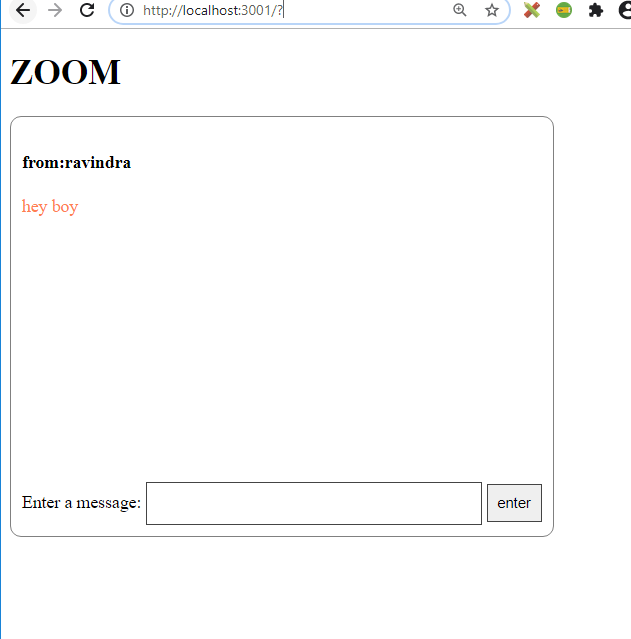 http://localhost:3001/?
ZOOM
from:ravindra
hey boy
Enter a message: enter